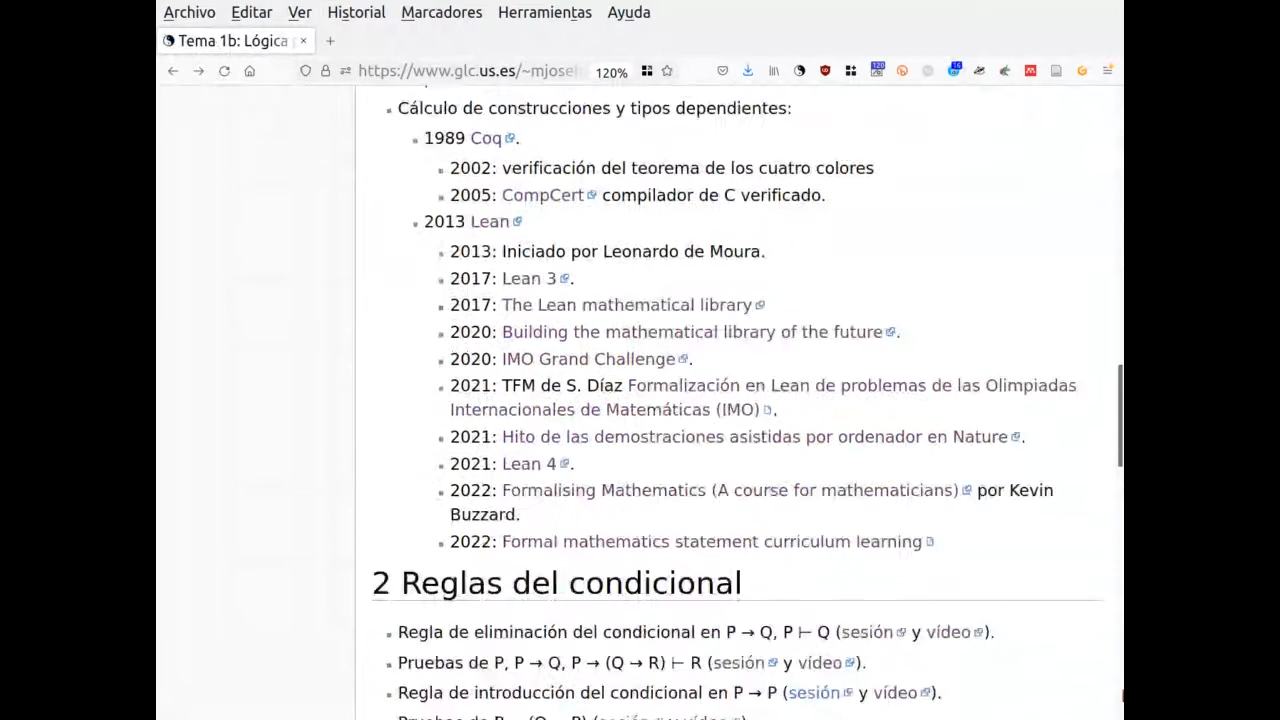 Archivo Editar Ver Historial Marcadores Herramientas Ayuda
Tema 1b: Lógica
https://www.glc.us.es/~mjosel 120%
Cálculo de construcciones y tipos dependientes:
1989 Coq.
2002: verificación del teorema de los cuatro colores
2005: CompCert compilador de C verificado.
2013 Lean
2013: Iniciado por Leonardo de Moura.
2017: Lean 3.
2017: The Lean mathematical library
2020: Building the mathematical library of the future.
2020: IMO Grand Challenge.
2021: TFM de S. Díaz Formalización en Lean de problemas de las Olimpiadas
Internacionales de Matemáticas (IMO).
2021: Hito de las demostraciones asistidas por ordenador en Nature.
2021: Lean 4.
2022: Formalising Mathematics (A course for mathematicians) por Kevin
Buzzard.
2022: Formal mathematics statement curriculum learning
2 Reglas del condicional
Regla de eliminación del condicional en P → Q, P ⊢ Q (sesión y vídeo).
Pruebas de P, P → Q, P → (Q → R) ⊢ R (sesión y vídeo).
Regla de introducción del condicional en P → P (sesión y vídeo).